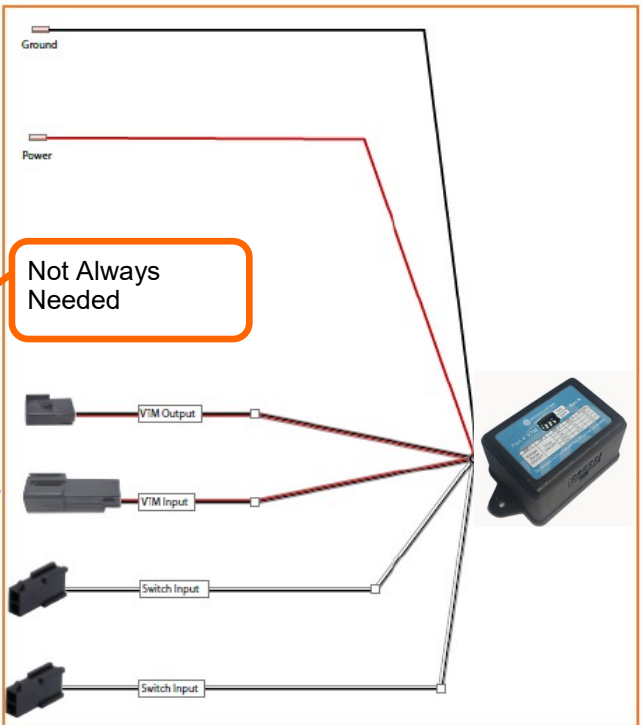 Ground
Power
Not Always
Needed
VTM Output
VTM Input
Switch Input
Switch Input